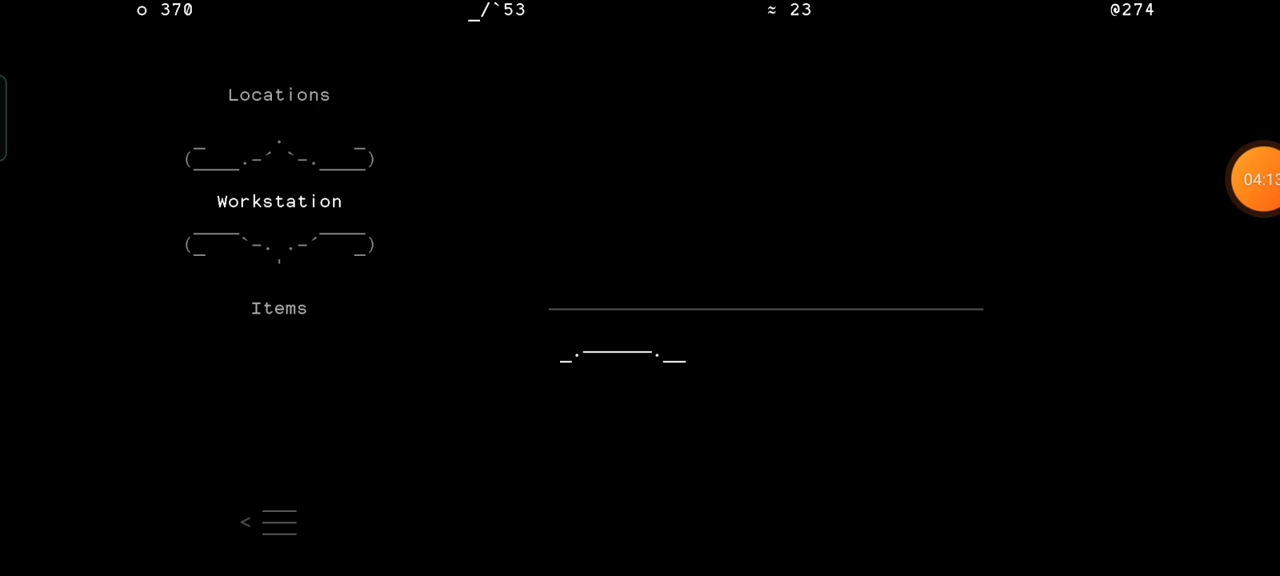 o 370 _/`53 ≈ 23 @274
Locations
Workstation
Items
<
04:13